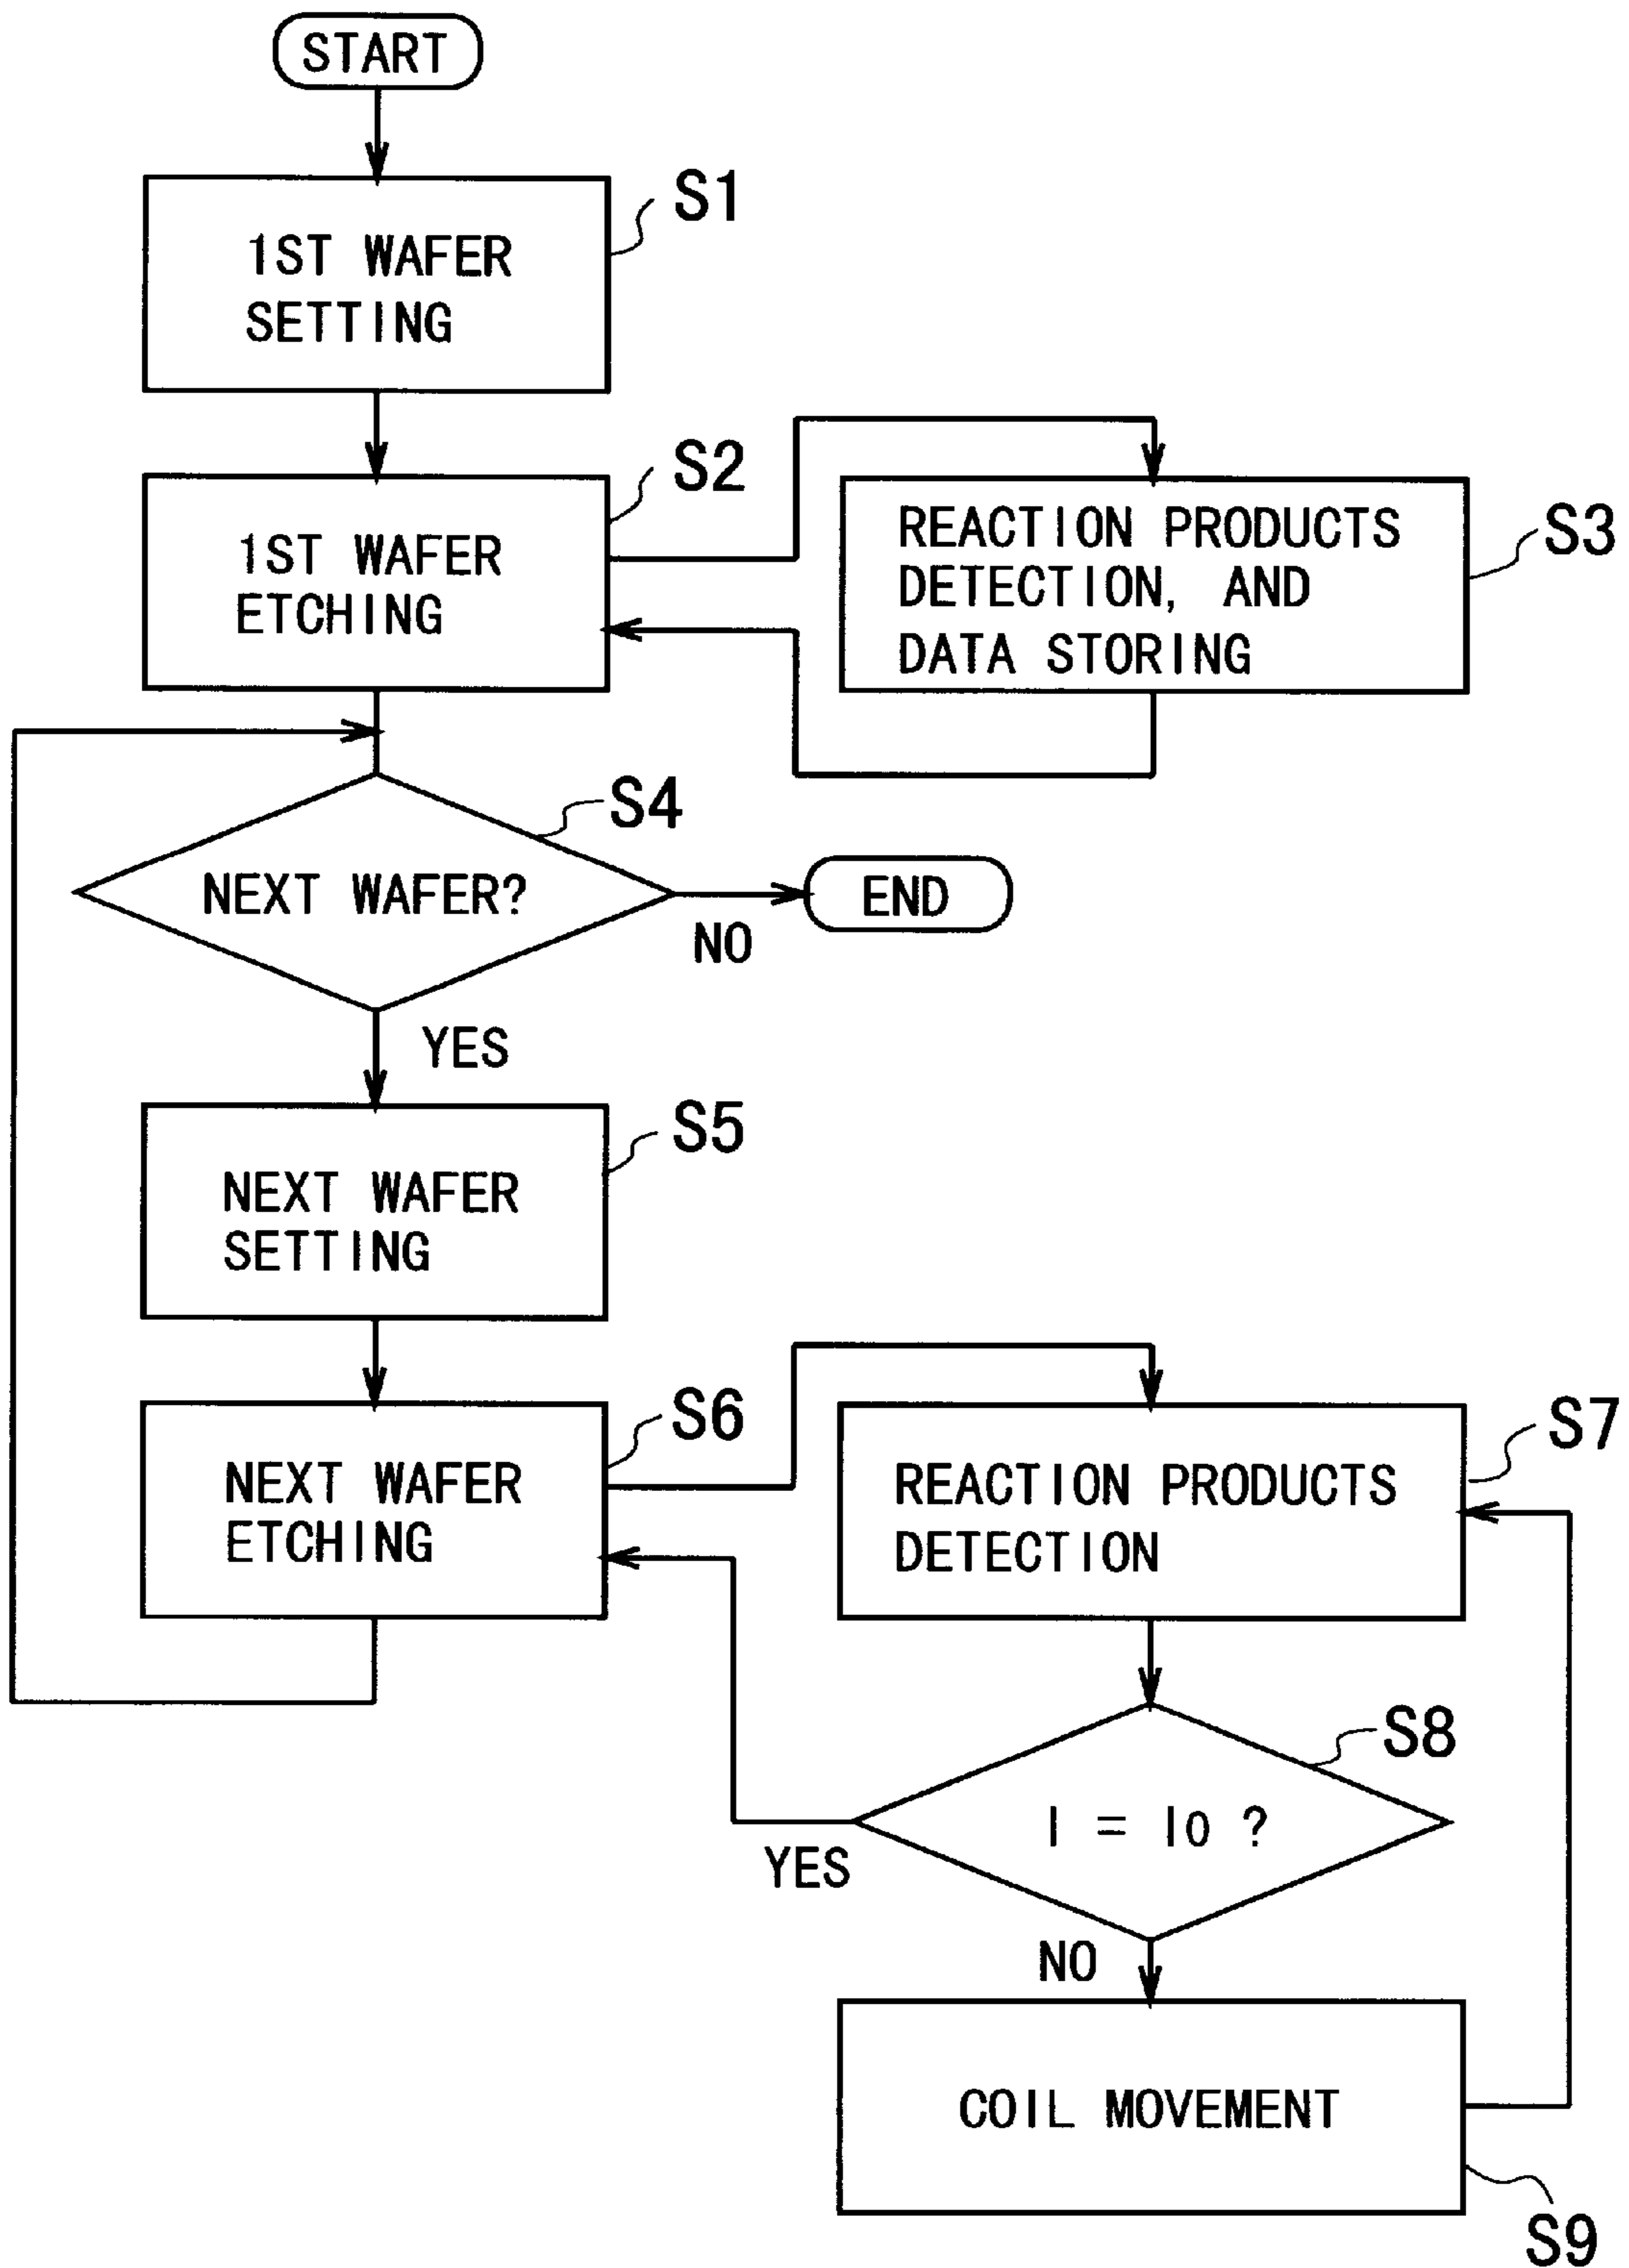 START
S1
1ST WAFER
SETTING
S2
1ST WAFER
ETCHING
S3
REACTION PRODUCTS
DETECTION, AND
DATA STORING
S4
NEXT WAFER?
NO
END
YES
S5
NEXT WAFER
SETTING
S6
NEXT WAFER
ETCHING
S7
REACTION PRODUCTS
DETECTION
S8
I = I0 ?
YES
NO
COIL MOVEMENT
S9